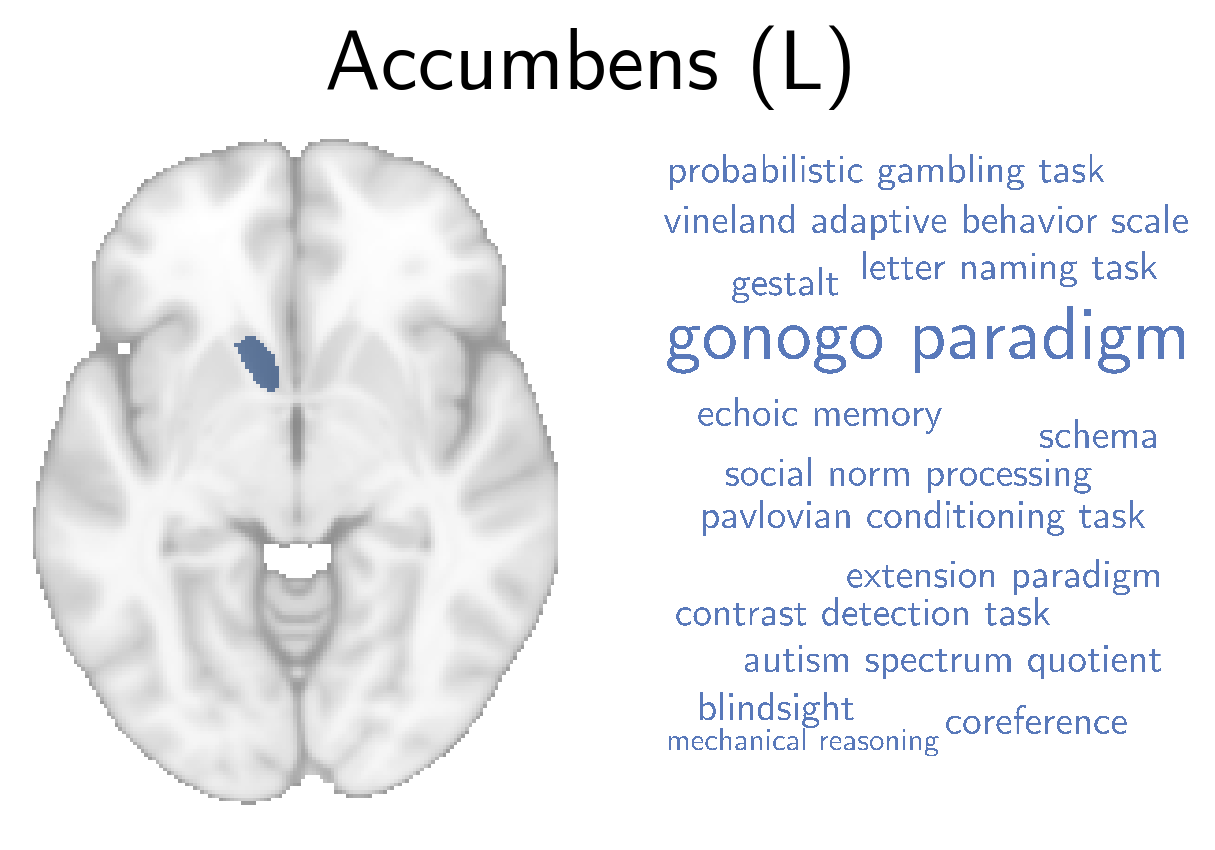 Accumbens (L)
probabilistic gambling task
vineland adaptive behavior scale
letter naming task
gestalt
gonogo paradigm
echoic memory
schema
social norm processing
pavlovian conditioning task
extension paradigm
contrast detection task
autism spectrum quotient
blindsight
coreference
mechanical reasoning